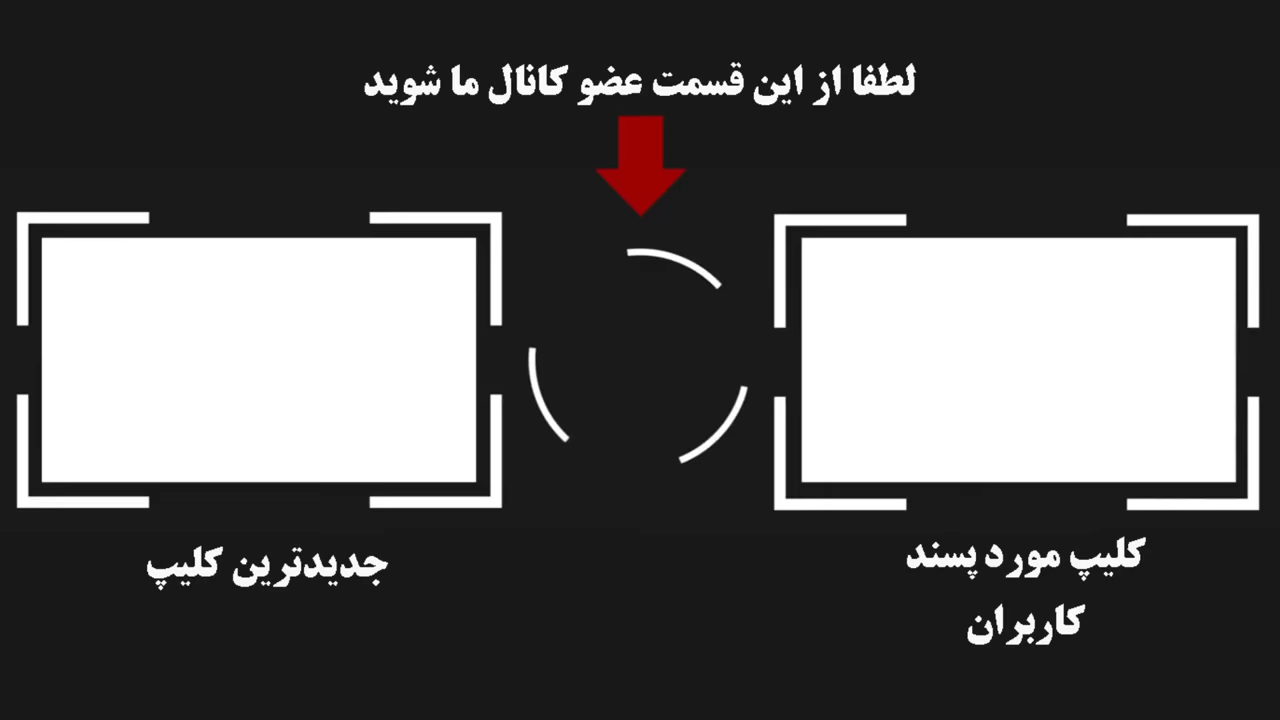 لطفا از این قسمت عضو کانال ما شوید
کلیپ مورد پسند
کاربران
جدیدترین کلیپ